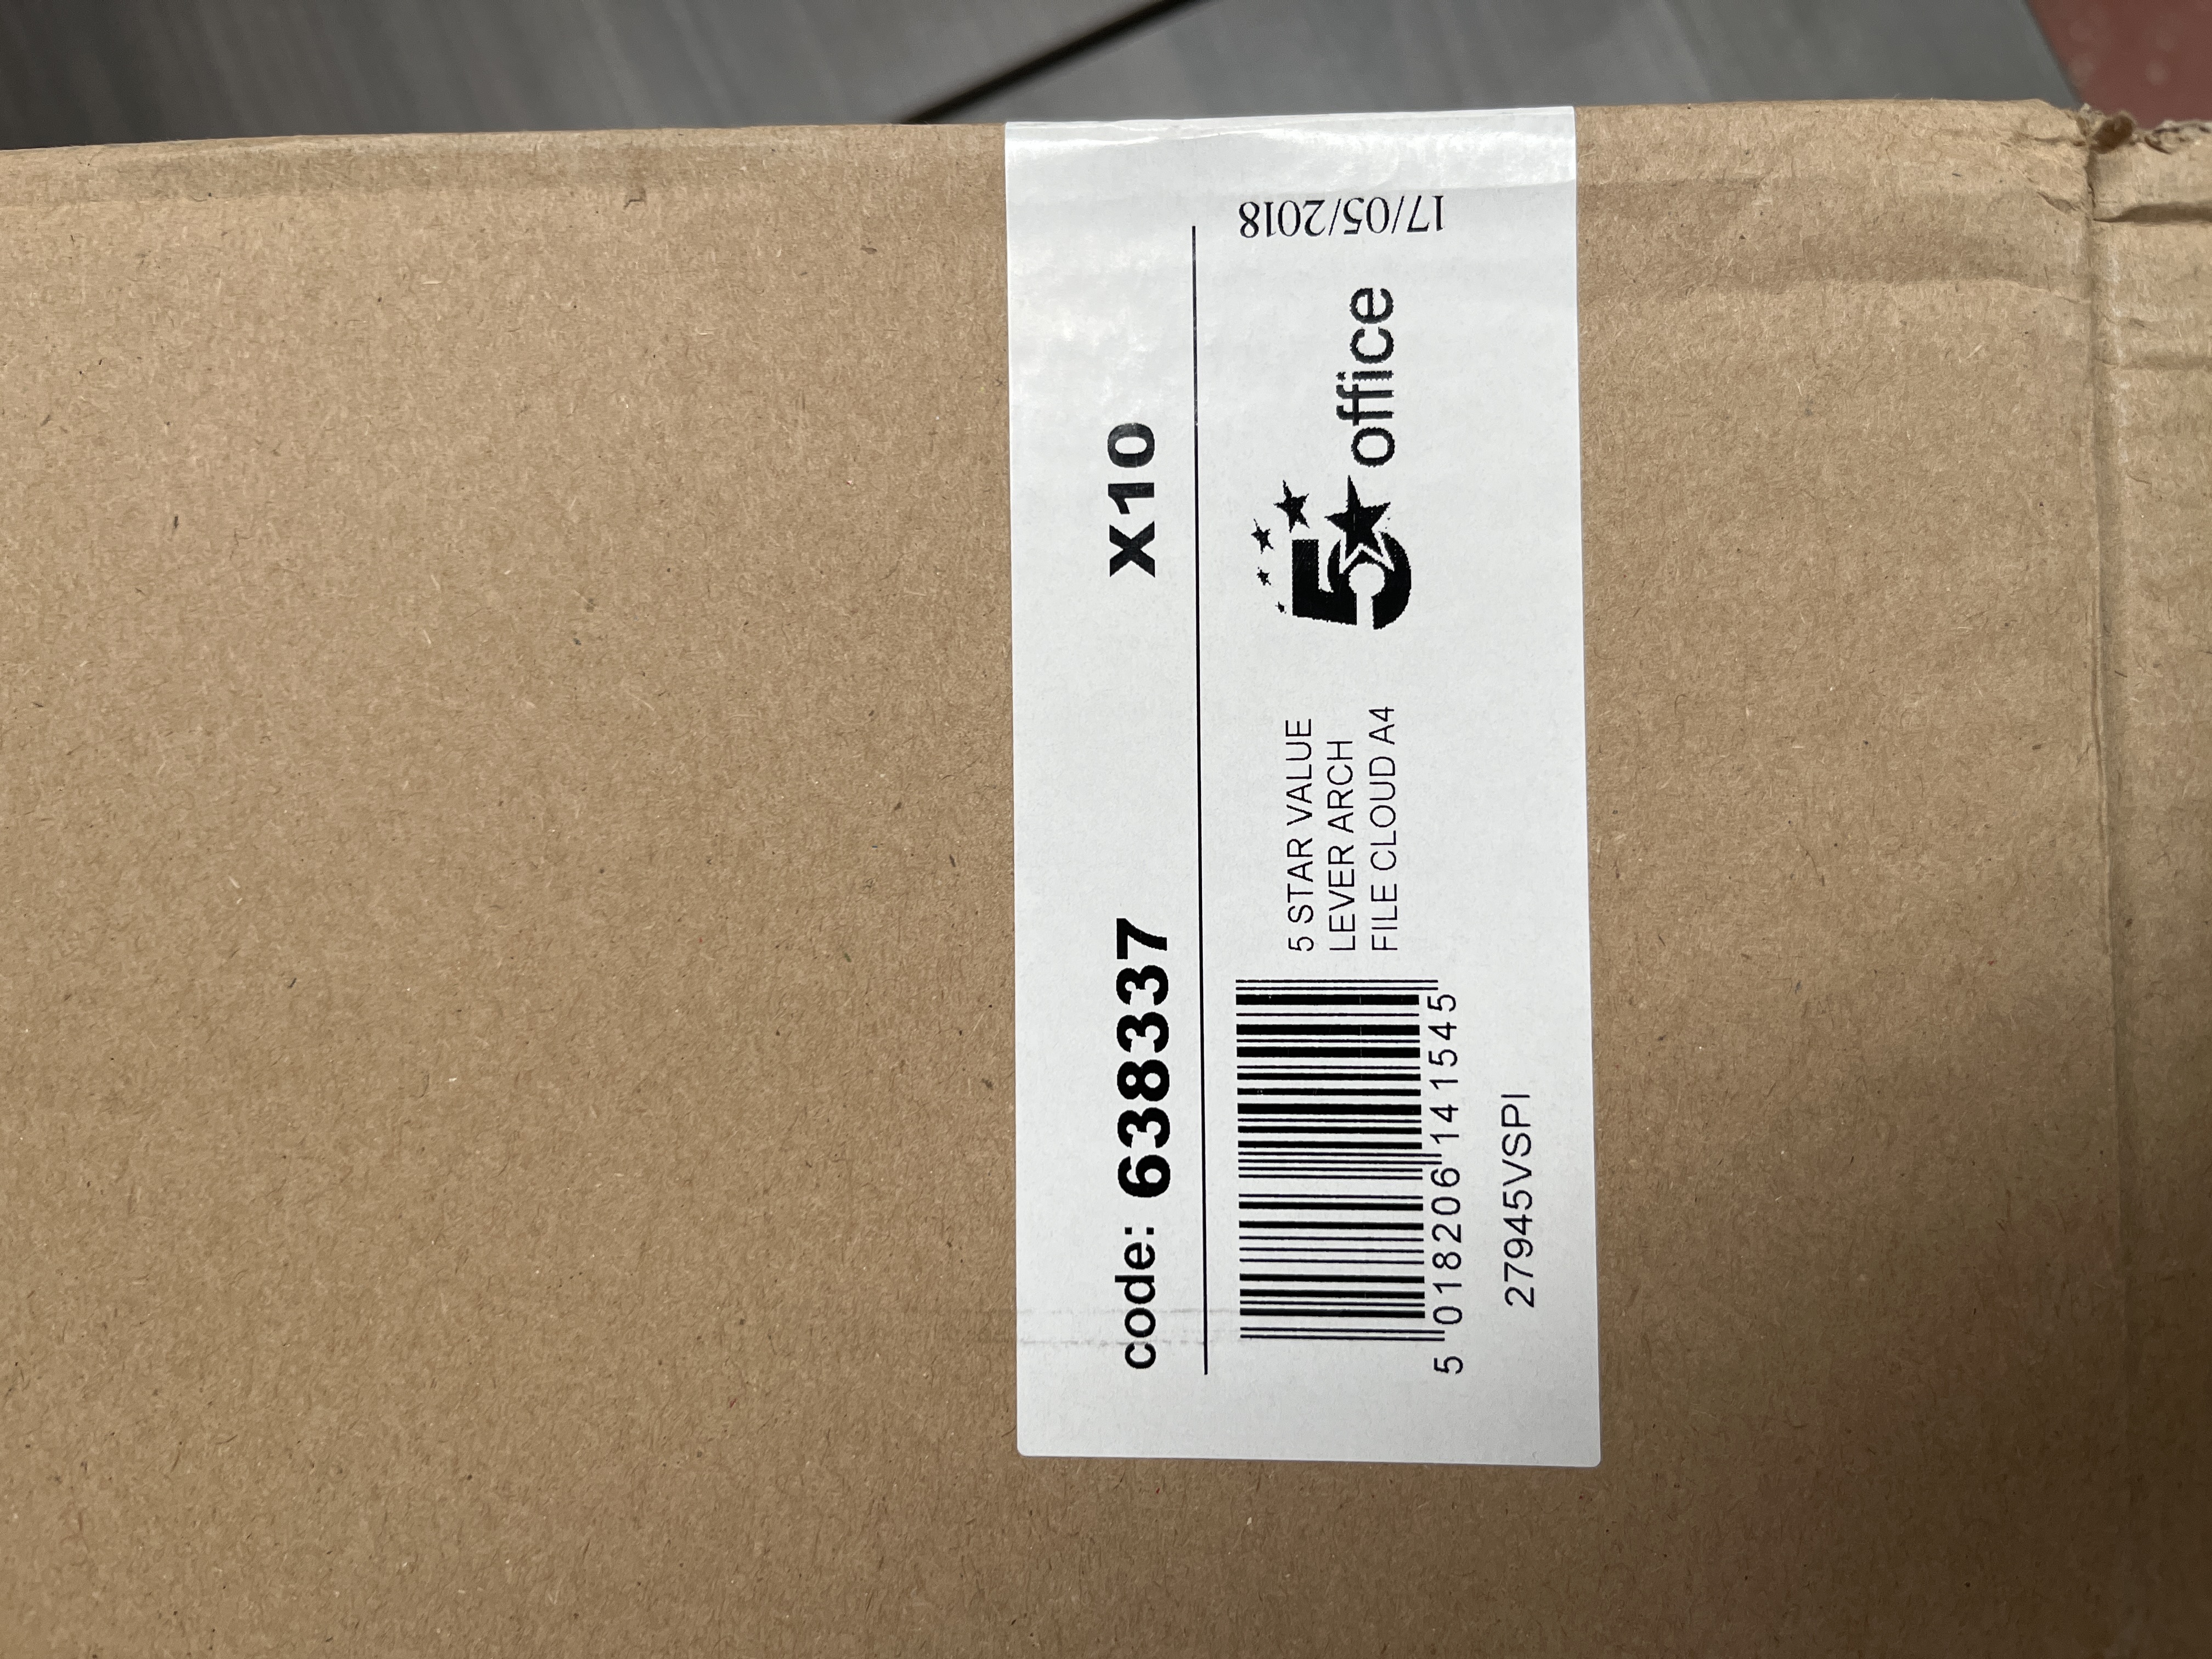 code: 638337 X10
5 STAR VALUE
LEVER ARCH
FILE CLOUD A4
5 office
17/05/2018
5 018206 141545
27945VSPI